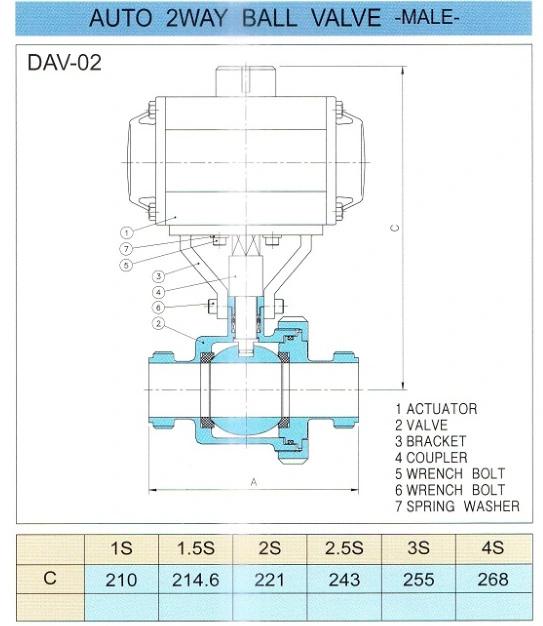 AUTO 2WAY BALL VALVE -MALE-
DAV-02
C
1
7
5
3
4
6
2
A
1 ACTUATOR
2 VALVE
3 BRACKET
4 COUPLER
5 WRENCH BOLT
6 WRENCH BOLT
7 SPRING WASHER
1S 1.5S 2S 2.5S 3S 4S
C 210 214.6 221 243 255 268